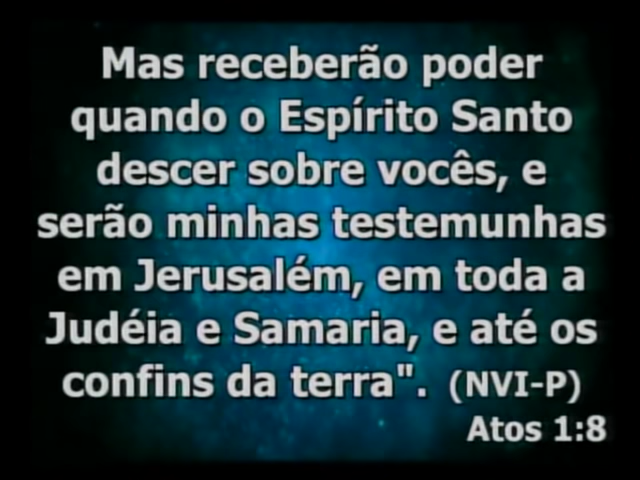 Mas receberão poder
quando o Espírito Santo
descer sobre vocês, e
serão minhas testemunhas
em Jerusalém, em toda a
Judéia e Samaria, e até os
confins da terra". (NVI-P)
Atos 1:8